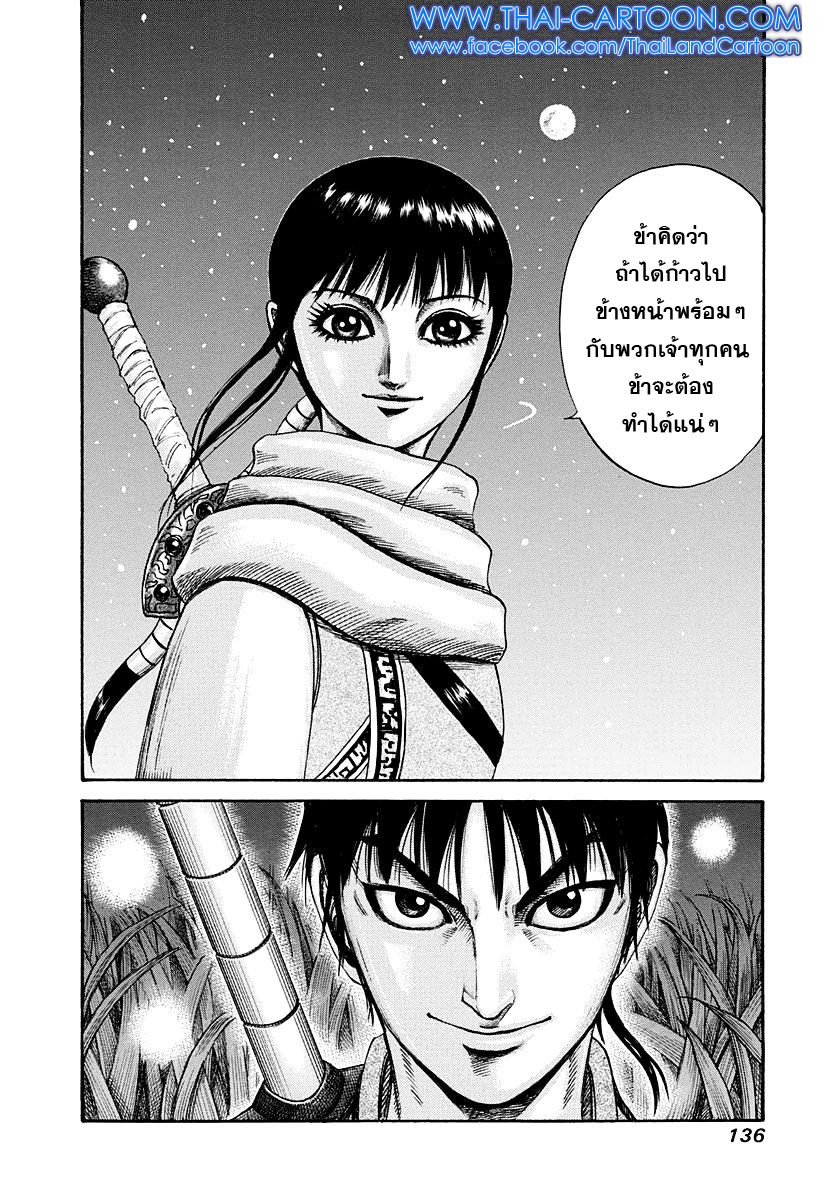 WWW.THAI-CARTOON.COM
www.facebook.com/ThaiLandCartoon
ข้าคิดว่า
ถ้าได้ก้าวไป
ข้างหน้าพร้อมๆ
กับพวกเจ้าทุกคน
ข้าจะต้อง
ทำได้แน่ๆ
136